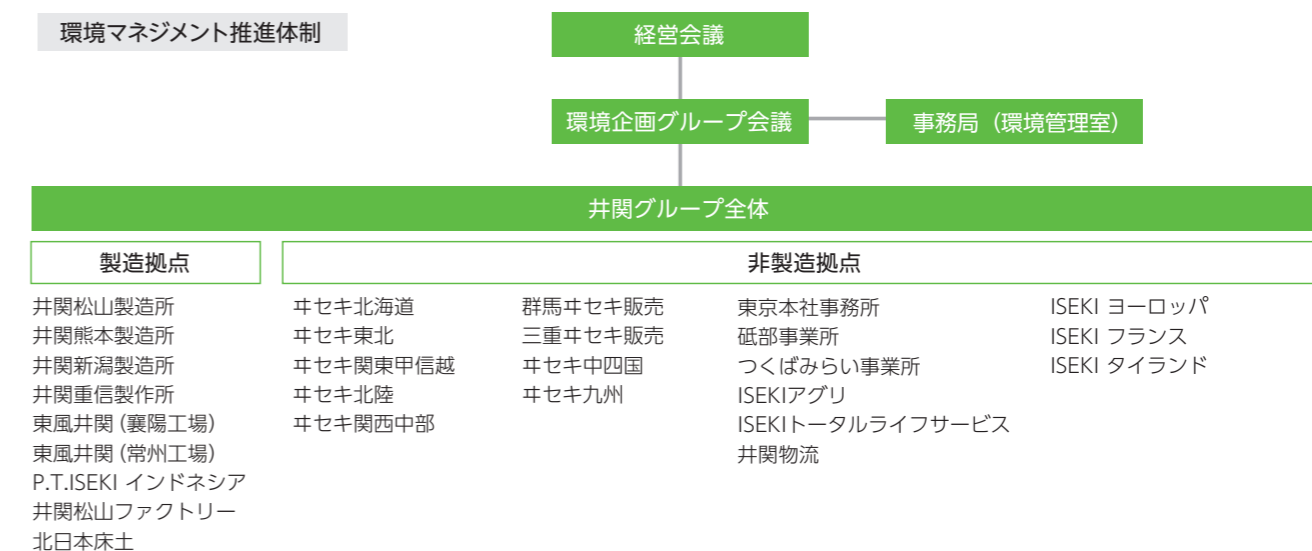 環境マネジメント推進体制
経営会議
環境企画グループ会議
事務局（環境管理室）
井関グループ全体
製造拠点
井関松山製造所
井関熊本製造所
井関新潟製造所
井関重信製作所
東風井関（襄陽工場）
東風井関（常州工場）
P.T.ISEKI インドネシア
井関松山ファクトリー
北日本床土
非製造拠点
ヰセキ北海道
ヰセキ東北
ヰセキ関東甲信越
ヰセキ北陸
ヰセキ関西中部
群馬ヰセキ販売
三重ヰセキ販売
ヰセキ中四国
ヰセキ九州
東京本社事務所
砥部事業所
つくばみらい事業所
ISEKIアグリ
ISEKIトータルライフサービス
井関物流
ISEKI ヨーロッパ
ISEKI フランス
ISEKI タイランド